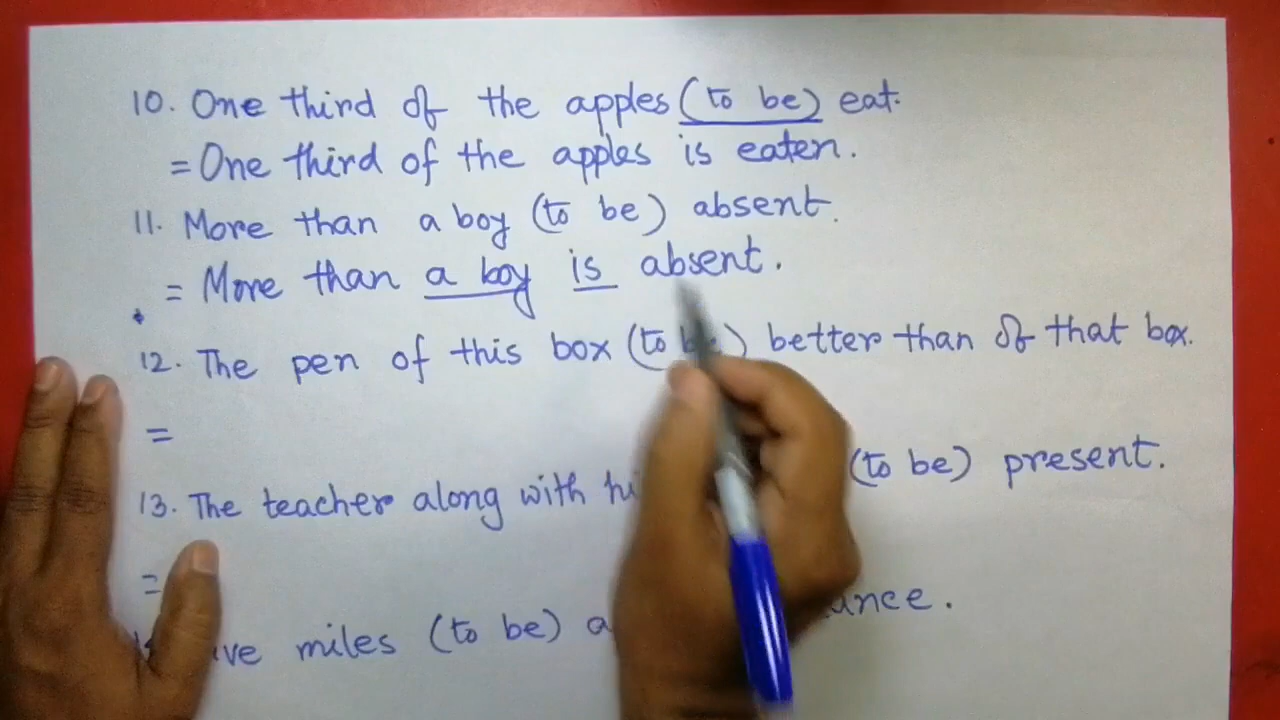 10. One third of the apples (to be) eat.
= One third of the apples is eaten.
11. More than a boy (to be) absent.
= More than a boy is absent.
12. The pen of this box (to be) better than of that box.
=
13. The teacher along with (to be) present.
=
miles (to be) a